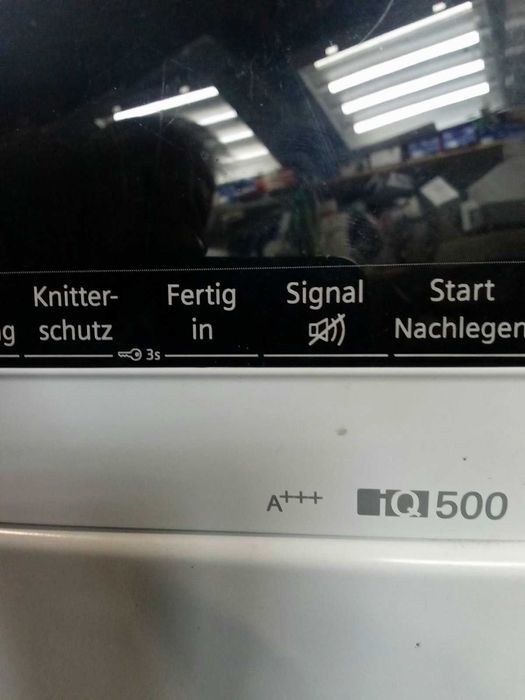 Knitter- Fertig Signal Start
g schutz in Nachlegen
3s
A+++ iQ500